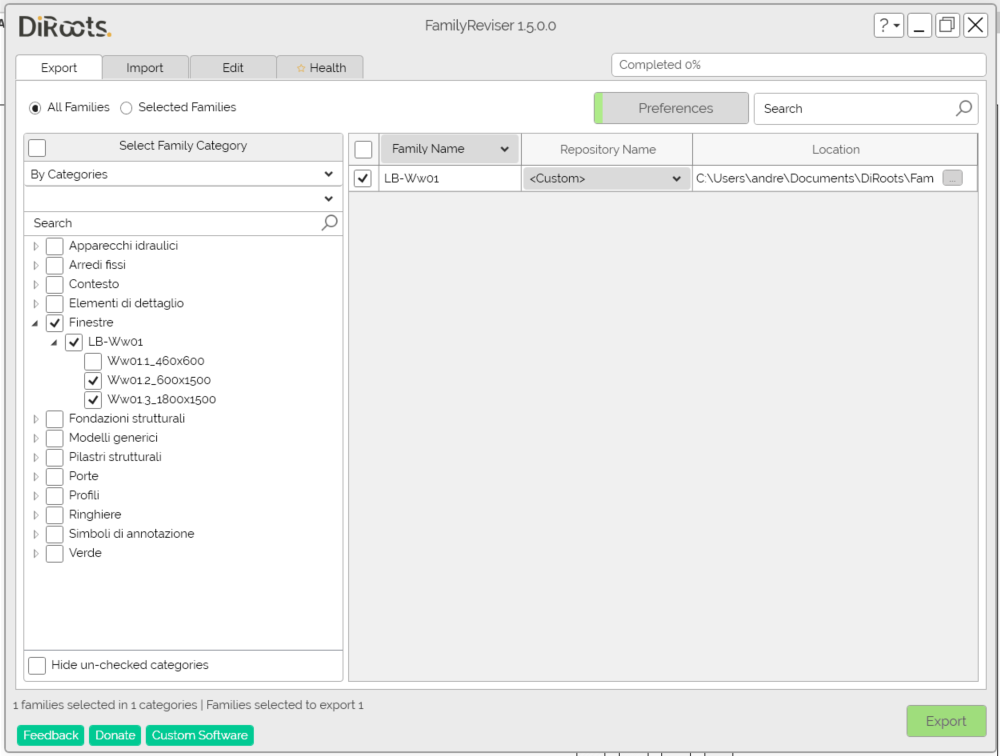 DiRoots.
FamilyReviser 1.5.0.0
?
Export
Import
Edit
Health
Completed 0%
All Families
Selected Families
Preferences
Search
Select Family Category
By Categories
Search
Apparecchi idraulici
Arredi fissi
Contesto
Elementi di dettaglio
Finestre
LB-Ww01
Ww01.1_460x600
Ww01.2_600x1500
Ww01.3_1800x1500
Fondazioni strutturali
Modelli generici
Pilastri strutturali
Porte
Profili
Ringhiere
Simboli di annotazione
Verde
Hide un-checked categories
Family Name
Repository Name
Location
LB-Ww01
<Custom>
C:\Users\andre\Documents\DiRoots\Fam
...
1 families selected in 1 categories | Families selected to export 1
Feedback
Donate
Custom Software
Export